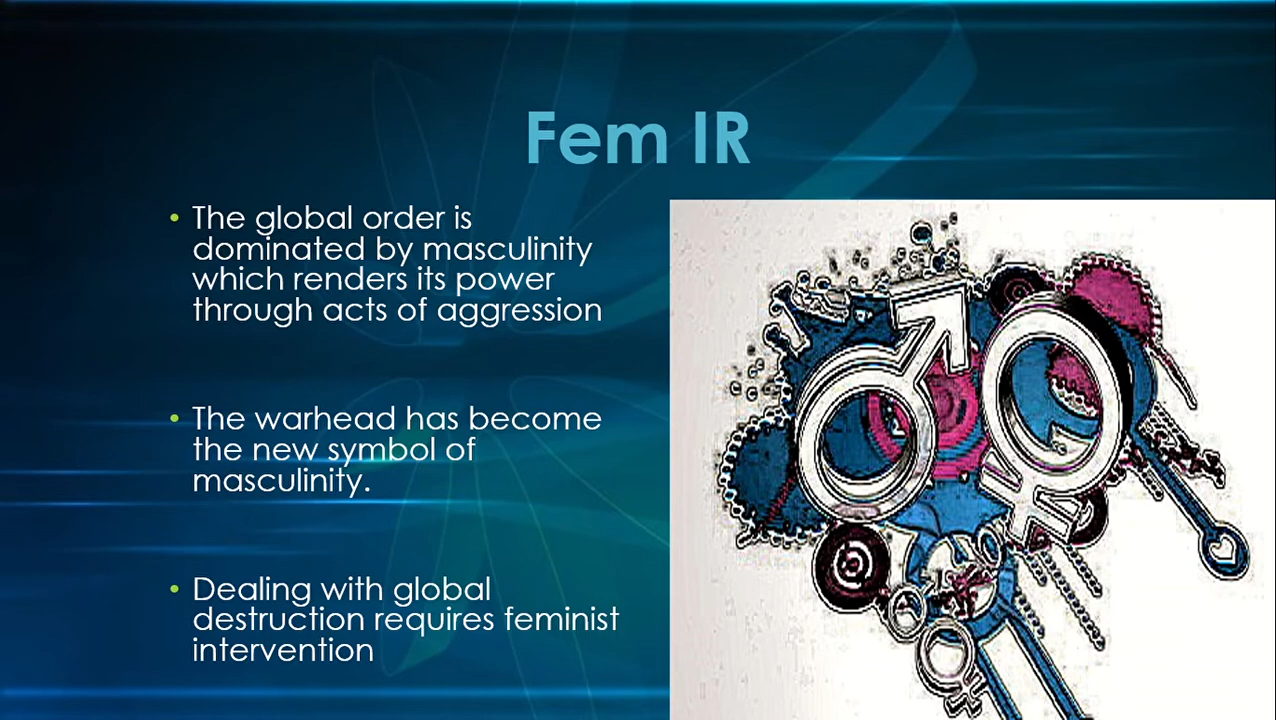 Fem IR
• The global order is
dominated by masculinity
which renders its power
through acts of aggression
• The warhead has become
the new symbol of
masculinity.
• Dealing with global
destruction requires feminist
intervention